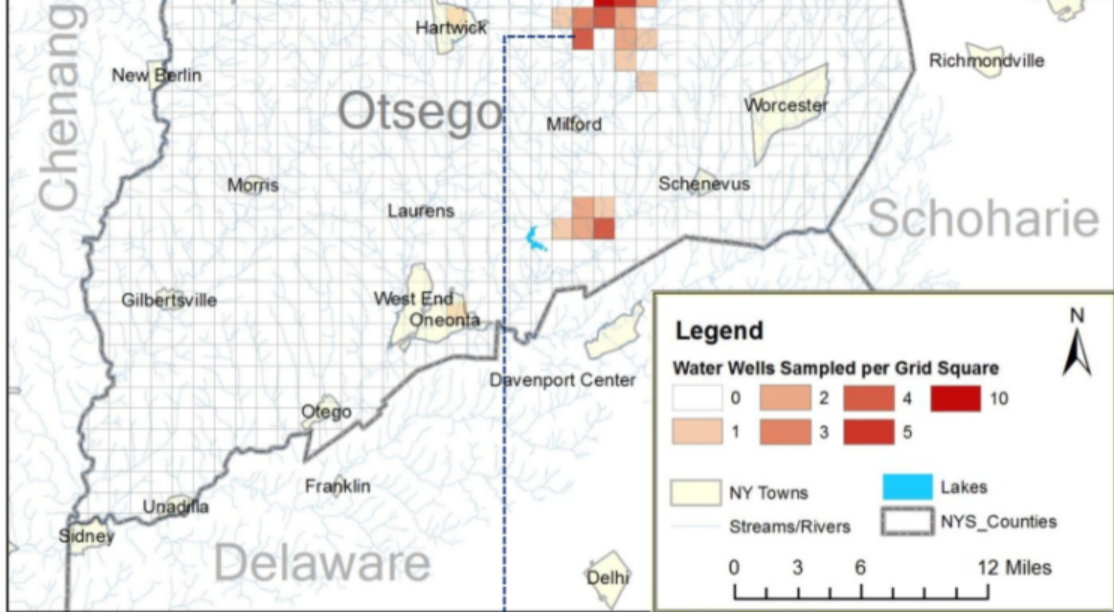 Hartwick
Chenang
New Berlin
Richmondville
Otsego
Worcester
Milford
Morris
Schenevus
Laurens
Schoharie
Gilbertsville
West End
Oneonta
Davenport Center
Otego
Franklin
Unadilla
Sidney
Delaware
Delhi
N
Legend
Water Wells Sampled per Grid Square
0 2 4 10
1 3 5
NY Towns Lakes
Streams/Rivers NYS_Counties
0 3 6 12 Miles